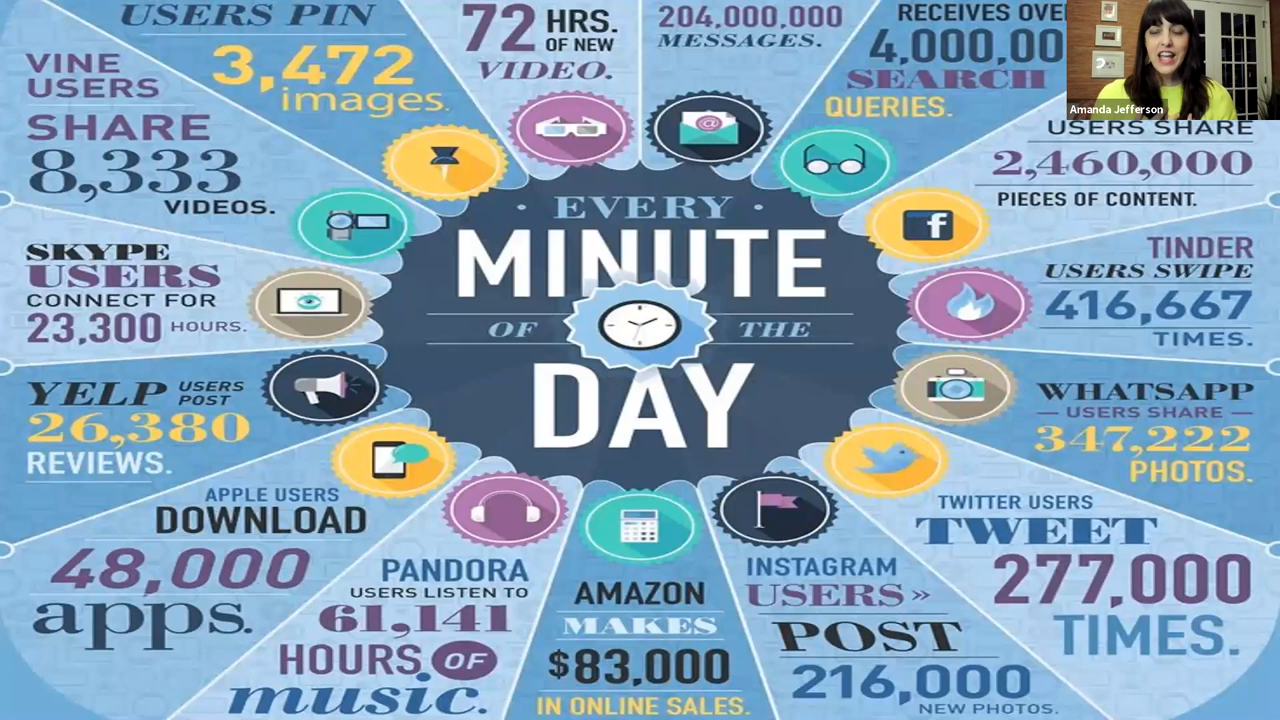 USERS PIN
3,472
images.
72 HRS.
OF NEW
VIDEO.
204,000,000
MESSAGES.
RECEIVES OVER
4,000,00
SEARCH
QUERIES.
Amanda Jefferson
USERS SHARE
2,460,000
PIECES OF CONTENT.
TINDER
USERS SWIPE
416,667
TIMES.
WHATSAPP
USERS SHARE
347,222
PHOTOS.
TWITTER USERS
TWEET
277,000
TIMES.
INSTAGRAM
USERS »
POST
216,000
NEW PHOTOS.
AMAZON
MAKES
$83,000
IN ONLINE SALES.
PANDORA
USERS LISTEN TO
61,141
HOURS OF
music.
APPLE USERS
DOWNLOAD
48,000
apps.
YELP USERS
POST
26,380
REVIEWS.
SKYPE
USERS
CONNECT FOR
23,300 HOURS.
VINE
USERS
SHARE
8,333
VIDEOS.
· EVERY ·
MINUTE
OF THE
DAY